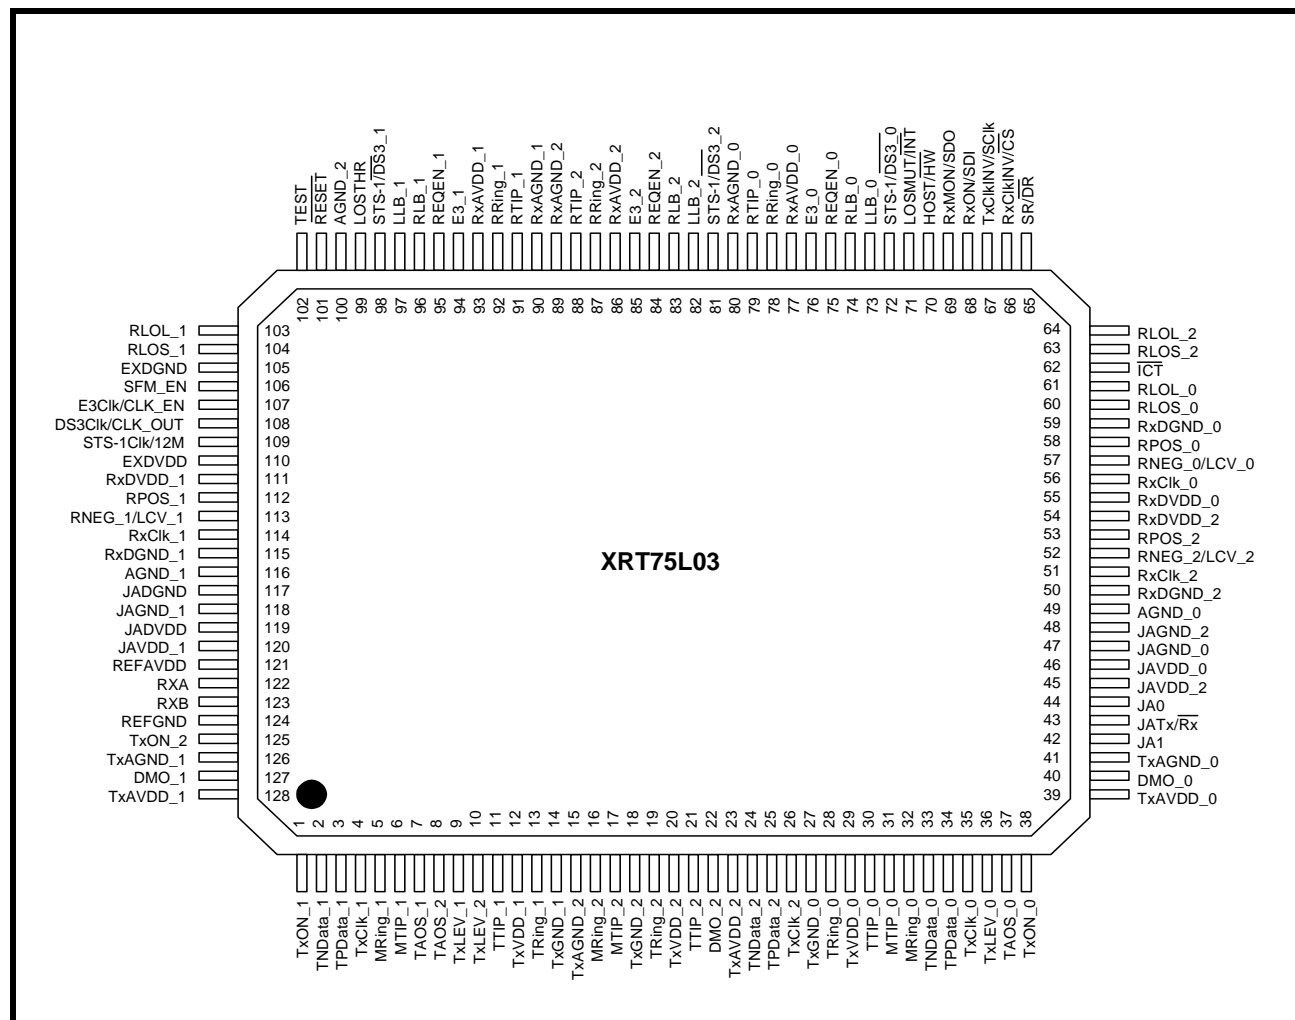 TEST
RESET
AGND_2
LOSTHR
STS-1/DS3_1
LLB_1
RLB_1
REQEN_1
E3_1
RxAVDD_1
RRing_1
RTIP_1
RxAGND_1
RxAGND_2
RTIP_2
RRing_2
RxAVDD_2
E3_2
REQEN_2
RLB_2
LLB_2
STS-1/DS3_2
RxAGND_0
RTIP_0
RRing_0
RxAVDD_0
E3_0
REQEN_0
RLB_0
LLB_0
STS-1/DS3_0
LOSMUT/INT
HOST/HW
RxMON/SDO
RxON/SDI
TxClkINV/SClk
RxClkINV/CS
SR/DR
102
101
100
99
98
97
96
95
94
93
92
91
90
89
88
87
86
85
84
83
82
81
80
79
78
77
76
75
74
73
72
71
70
69
68
67
66
65
RLOL_1 103
RLOS_1 104
EXDGND 105
SFM_EN 106
E3Clk/CLK_EN 107
DS3Clk/CLK_OUT 108
STS-1Clk/12M 109
EXDVDD 110
RxDVDD_1 111
RPOS_1 112
RNEG_1/LCV_1 113
RxClk_1 114
RxDGND_1 115
AGND_1 116
JADGND 117
JAGND_1 118
JADVDD 119
JAVDD_1 120
REFAVDD 121
RXA 122
RXB 123
REFGND 124
TxON_2 125
TxAGND_1 126
DMO_1 127
TxAVDD_1 128
XRT75L03
64 RLOL_2
63 RLOS_2
62 ICT
61 RLOL_0
60 RLOS_0
59 RxDGND_0
58 RPOS_0
57 RNEG_0/LCV_0
56 RxClk_0
55 RxDVDD_0
54 RxDVDD_2
53 RPOS_2
52 RNEG_2/LCV_2
51 RxClk_2
50 RxDGND_2
49 AGND_0
48 JAGND_2
47 JAGND_0
46 JAVDD_0
45 JAVDD_2
44 JA0
43 JATx/Rx
42 JA1
41 TxAGND_0
40 DMO_0
39 TxAVDD_0
1
2
3
4
5
6
7
8
9
10
11
12
13
14
15
16
17
18
19
20
21
22
23
24
25
26
27
28
29
30
31
32
33
34
35
36
37
38
TxON_1
TNData_1
TPData_1
TxClk_1
MRing_1
MTIP_1
TAOS_1
TAOS_2
TxLEV_1
TxLEV_2
TTIP_1
TxVDD_1
TRing_1
TxGND_1
TxAGND_2
MRing_2
MTIP_2
TxGND_2
TRing_2
TxVDD_2
TTIP_2
DMO_2
TxAVDD_2
TNData_2
TPData_2
TxClk_2
TxGND_0
TRing_0
TxVDD_0
TTIP_0
MTIP_0
MRing_0
TNData_0
TPData_0
TxClk_0
TxLEV_0
TAOS_0
TxON_0